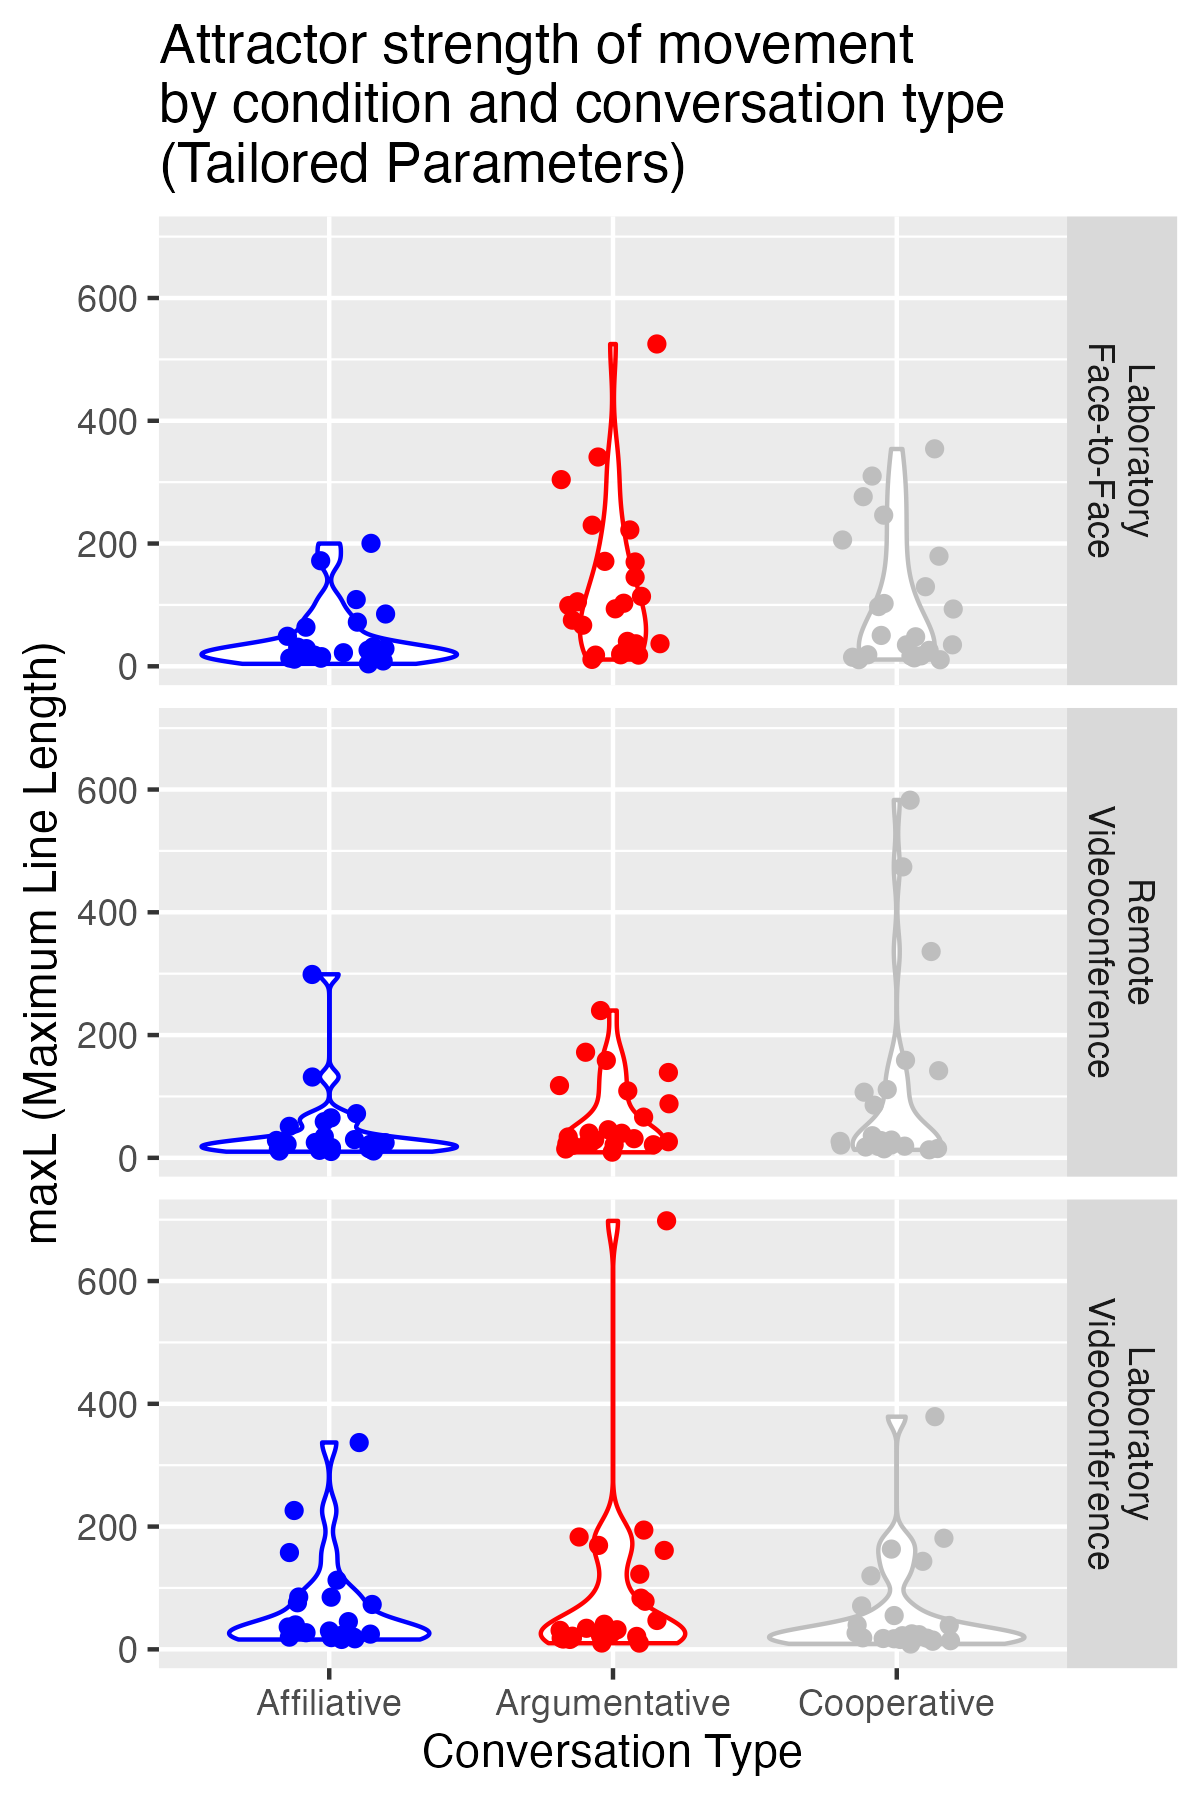 Attractor strength of movement
by condition and conversation type
(Tailored Parameters)
maxL (Maximum Line Length)
600
400
200
0
Laboratory
Face-to-Face
600
400
200
0
Remote
Videoconference
600
400
200
0
Laboratory
Videoconference
Affiliative
Argumentative
Cooperative
Conversation Type